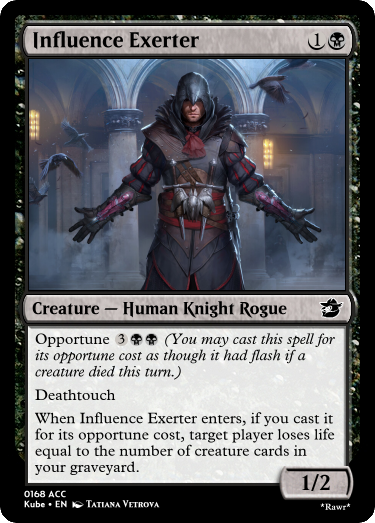 Influence Exerter 1
Creature — Human Knight Rogue
Opportune 3 (You may cast this spell for
its opportune cost as though it had flash if a
creature died this turn.)
Deathtouch
When Influence Exerter enters, if you cast it
for its opportune cost, target player loses life
equal to the number of creature cards in
your graveyard.
1/2
0168 ACC
Kube • EN Tatiana Vetrova
*Rawr*